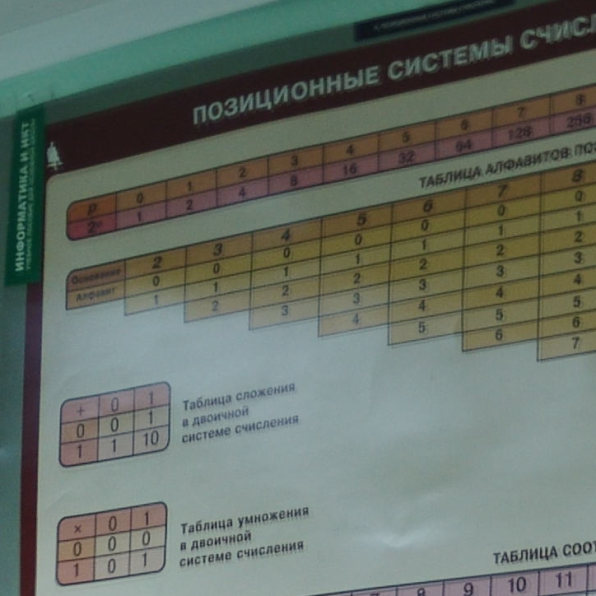 ПОЗИЦИОННЫЕ СИСТЕМЫ СЧИСЛ
ИНФОРМАТИКА И ИКТ
p 0 1 2 3 4 5 6 7 8
2ᵖ 1 2 4 8 16 32 64 128 256
ТАБЛИЦА АЛФАВИТОВ ПОЗ
Основание 2 3 4 5 6 7 8
Алфавит 0 0 0 0 0 0 0
1 1 1 1 1 1 1
2 2 2 2 2 2
3 3 3 3 3
4 4 4 4
5 5 5
6 6
7
+ 0 1
0 0 1
1 1 10
Таблица сложения
в двоичной
системе счисления
× 0 1
0 0 0
1 0 1
Таблица умножения
в двоичной
системе счисления
ТАБЛИЦА СООТ
7 8 9 10 11